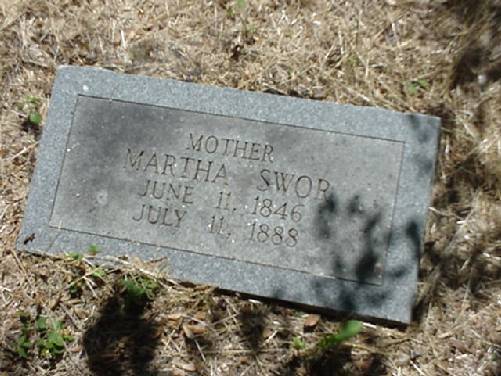 MOTHER
MARTHA SWOR
JUNE 11, 1846
JULY 11, 1888